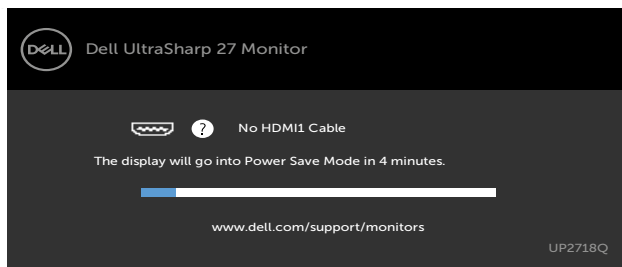 DELL Dell UltraSharp 27 Monitor
? No HDMI1 Cable
The display will go into Power Save Mode in 4 minutes.
www.dell.com/support/monitors
UP2718Q